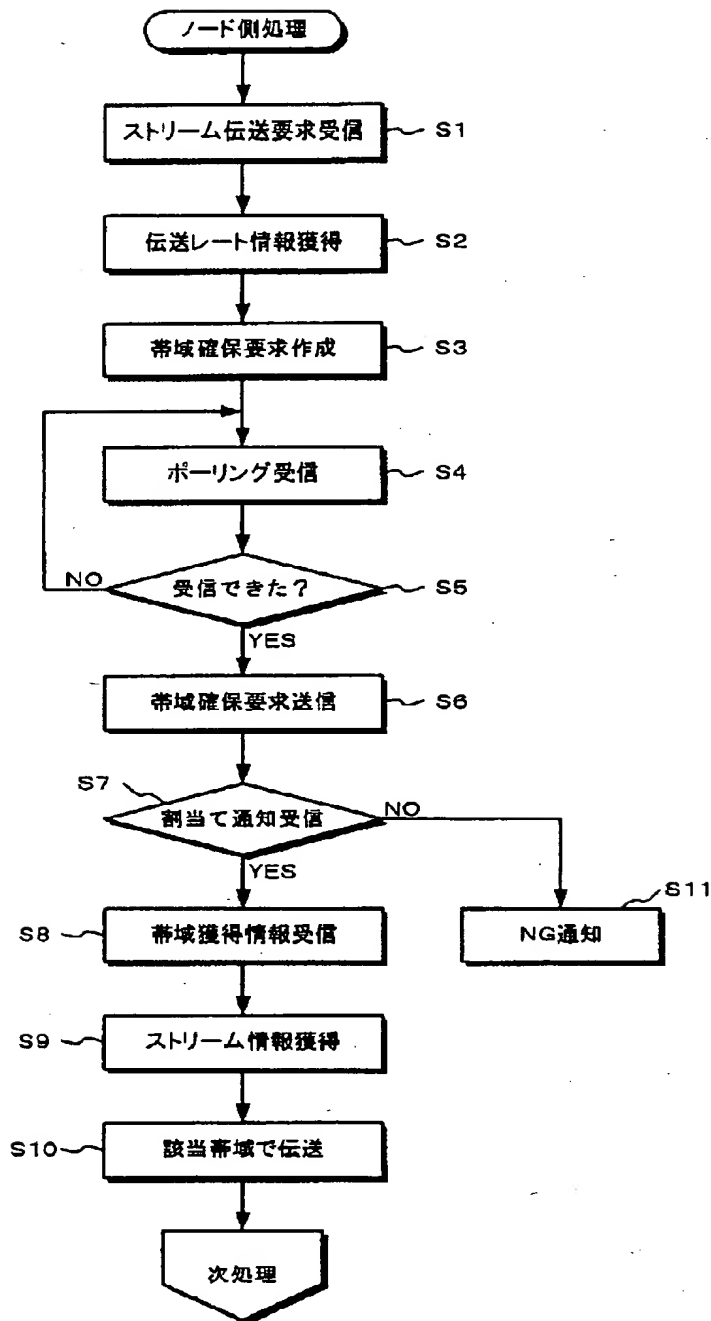 ノード側処理
ストリーム伝送要求受信
S1
伝送レート情報獲得
S2
帯域確保要求作成
S3
ポーリング受信
S4
受信できた?
S5
NO
YES
帯域確保要求送信
S6
S7
割当て通知受信
NO
YES
S11
NG通知
S8
帯域獲得情報受信
S9
ストリーム情報獲得
S10
該当帯域で伝送
次処理